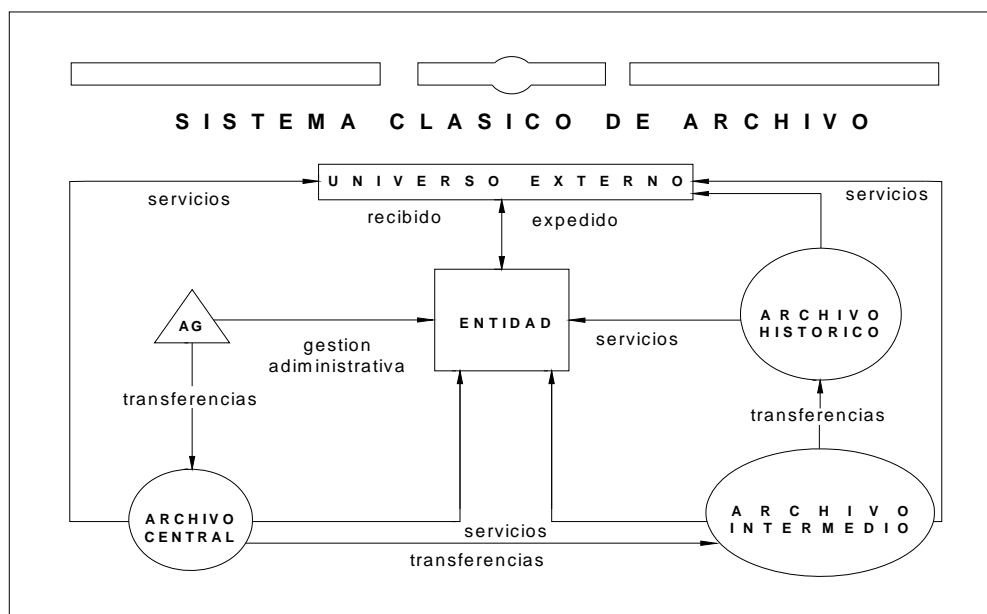 SISTEMA CLASICO DE ARCHIVO
UNIVERSO EXTERNO
servicios
servicios
recibido
expedido
AG
ENTIDAD
ARCHIVO
HISTORICO
gestion
adiministrativa
servicios
transferencias
transferencias
ARCHIVO
CENTRAL
servicios
transferencias
ARCHIVO
INTERMEDIO